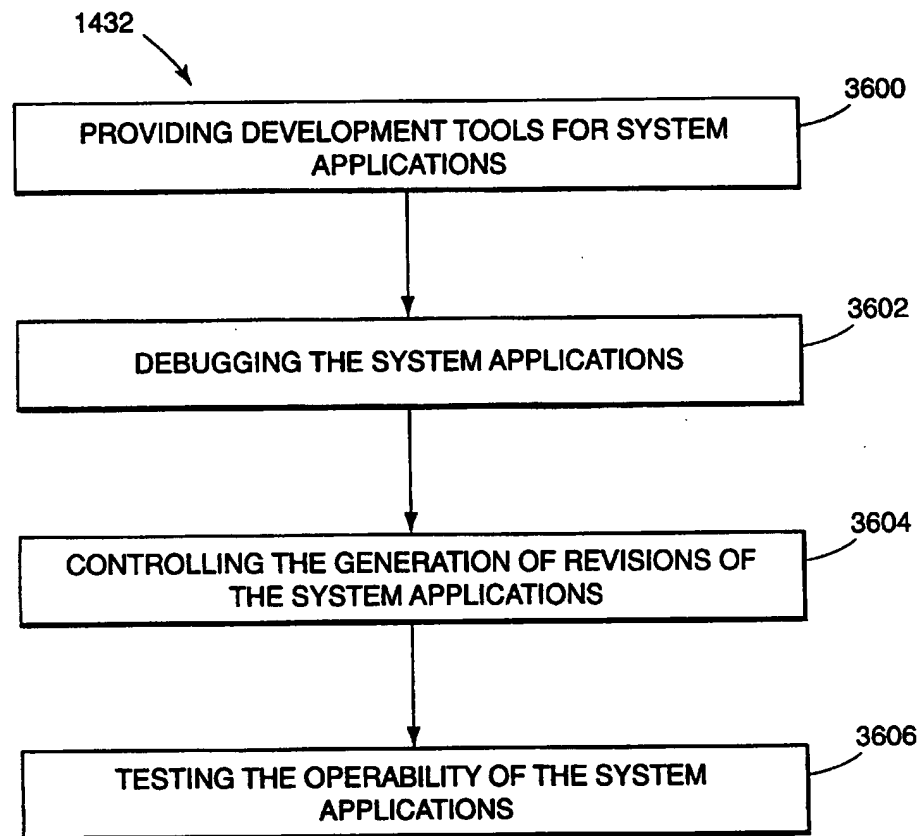 1432
3600
PROVIDING DEVELOPMENT TOOLS FOR SYSTEM
APPLICATIONS
3602
DEBUGGING THE SYSTEM APPLICATIONS
3604
CONTROLLING THE GENERATION OF REVISIONS OF
THE SYSTEM APPLICATIONS
3606
TESTING THE OPERABILITY OF THE SYSTEM
APPLICATIONS